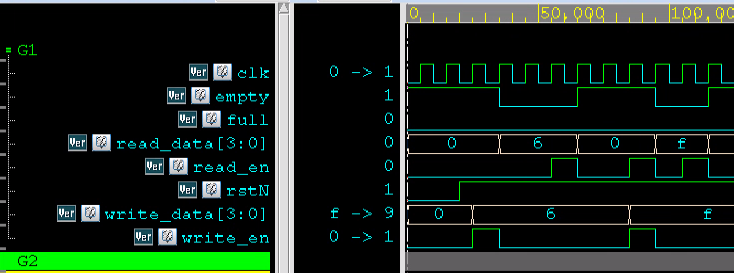 0 50,000 100,00
G1
Ver clk 0 -> 1
Ver empty 1
Ver full 0
Ver read_data[3:0] 0 0 6 0 f
Ver read_en 0
Ver rstN 1
Ver write_data[3:0] f -> 9 0 6 f
Ver write_en 0 -> 1
G2